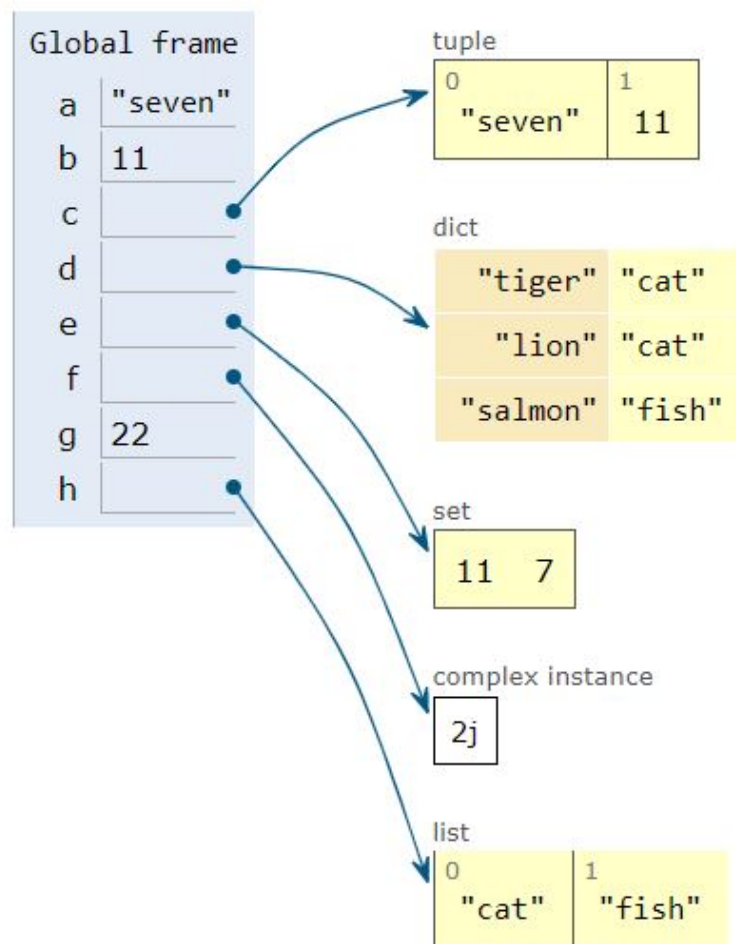 Global frame
a "seven"
b 11
c
d
e
f
g 22
h
tuple
0 1
"seven" 11
dict
"tiger" "cat"
"lion" "cat"
"salmon" "fish"
set
11 7
complex instance
2j
list
0 1
"cat" "fish"